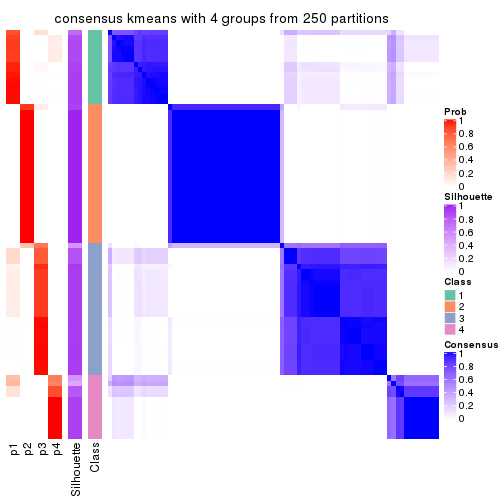 consensus kmeans with 4 groups from 250 partitions
Prob
1
0.8
0.6
0.4
0.2
0
Silhouette
1
0.8
0.6
0.4
0.2
0
Class
1
2
3
4
Consensus
1
0.8
0.6
0.4
0.2
0
p1
p2
p3
p4
Silhouette
Class